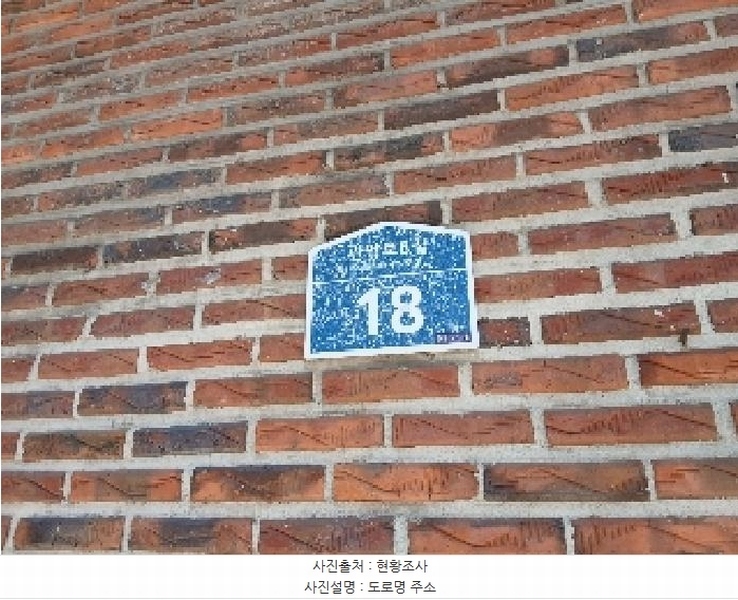 18
사진출처 : 현황조사
사진설명 : 도로명 주소